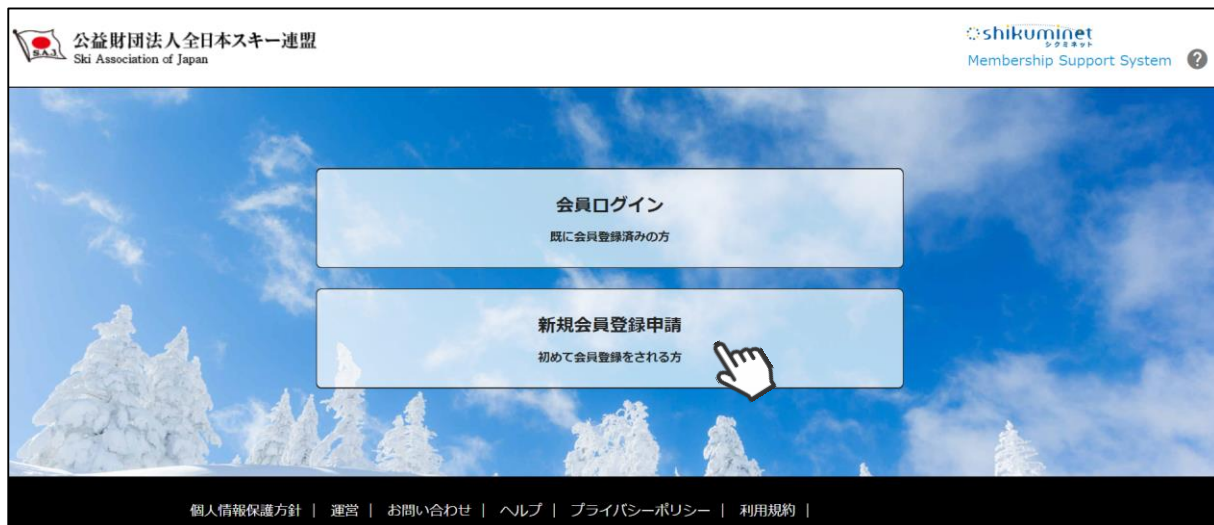 S.A.J.
公益財団法人全日本スキー連盟
Ski Association of Japan
shikuminet
シクミネット
Membership Support System ?
会員ログイン
既に会員登録済みの方
新規会員登録申請
初めて会員登録をされる方
個人情報保護方針 | 運営 | お問い合わせ | ヘルプ | プライバシーポリシー | 利用規約 |